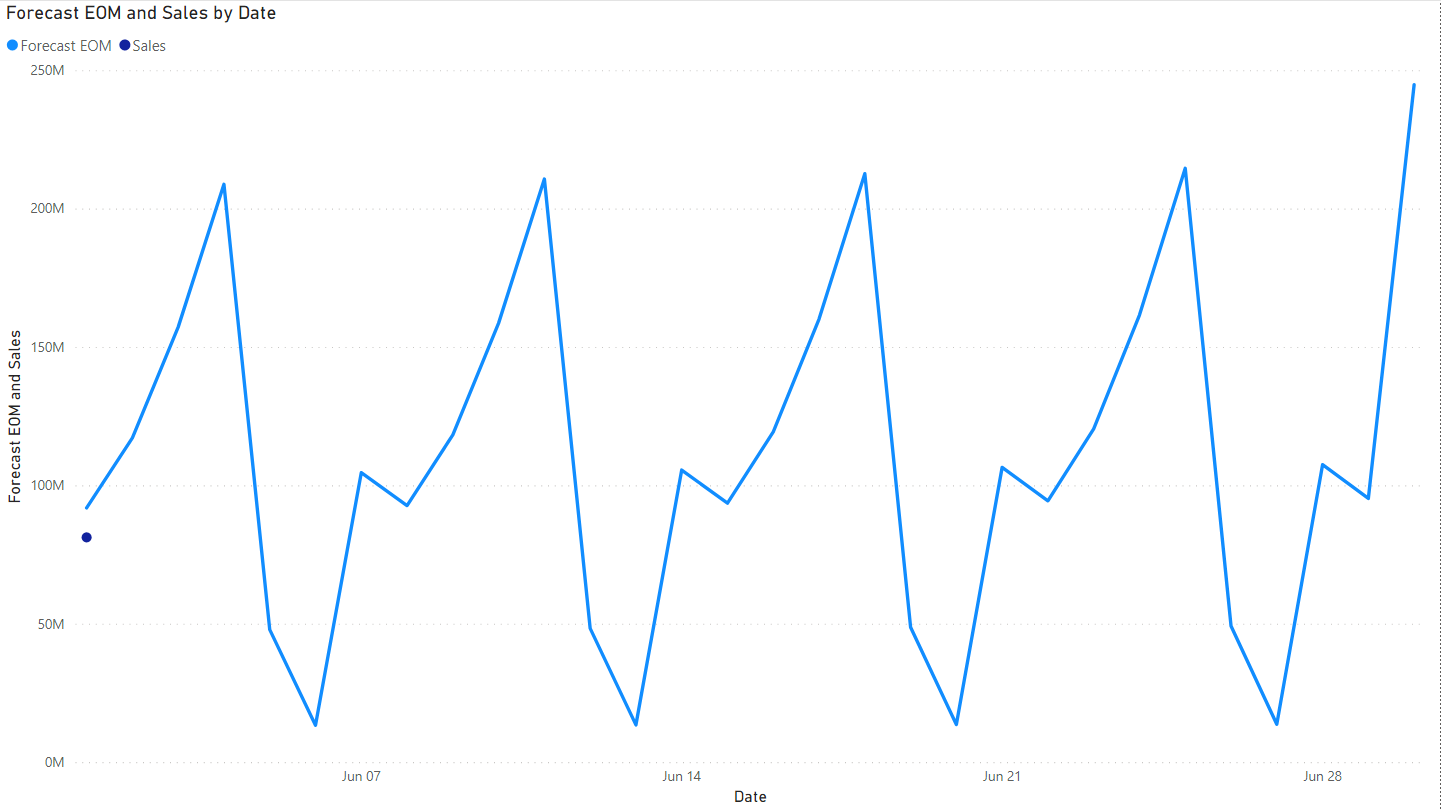 Forecast EOM and Sales by Date
Forecast EOM Sales
250M
200M
150M
100M
50M
0M
Forecast EOM and Sales
Jun 07 Jun 14 Jun 21 Jun 28
Date